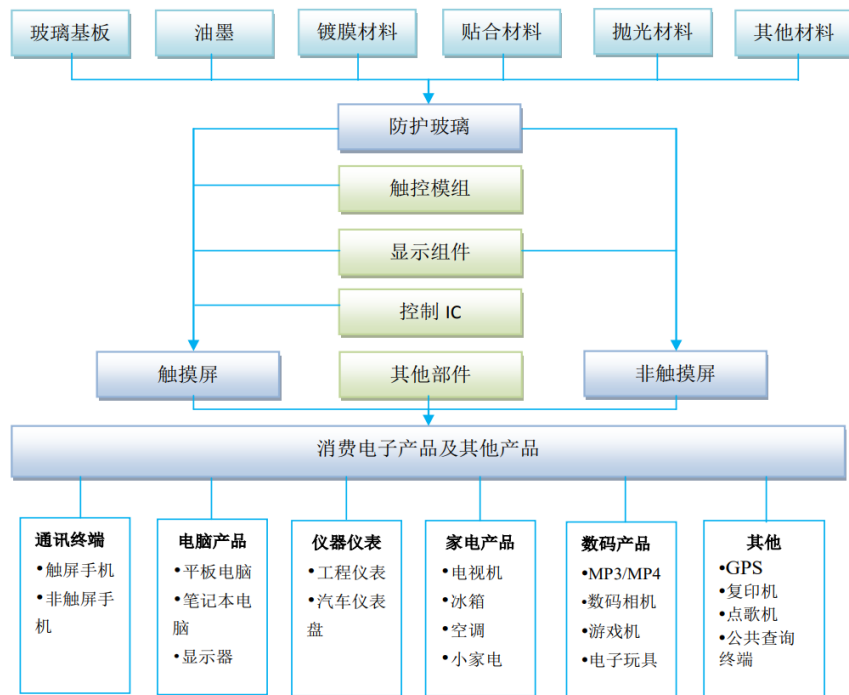 玻璃基板
油墨
镀膜材料
贴合材料
抛光材料
其他材料
防护玻璃
触控模组
显示组件
控制 IC
触摸屏
其他部件
非触摸屏
消费电子产品及其他产品
通讯终端
•触屏手机
•非触屏手
机
电脑产品
•平板电脑
•笔记本电
脑
•显示器
仪器仪表
•工程仪表
•汽车仪表
盘
家电产品
•电视机
•冰箱
•空调
•小家电
数码产品
•MP3/MP4
•数码相机
•游戏机
•电子玩具
其他
•GPS
•复印机
•点歌机
•公共查询
终端